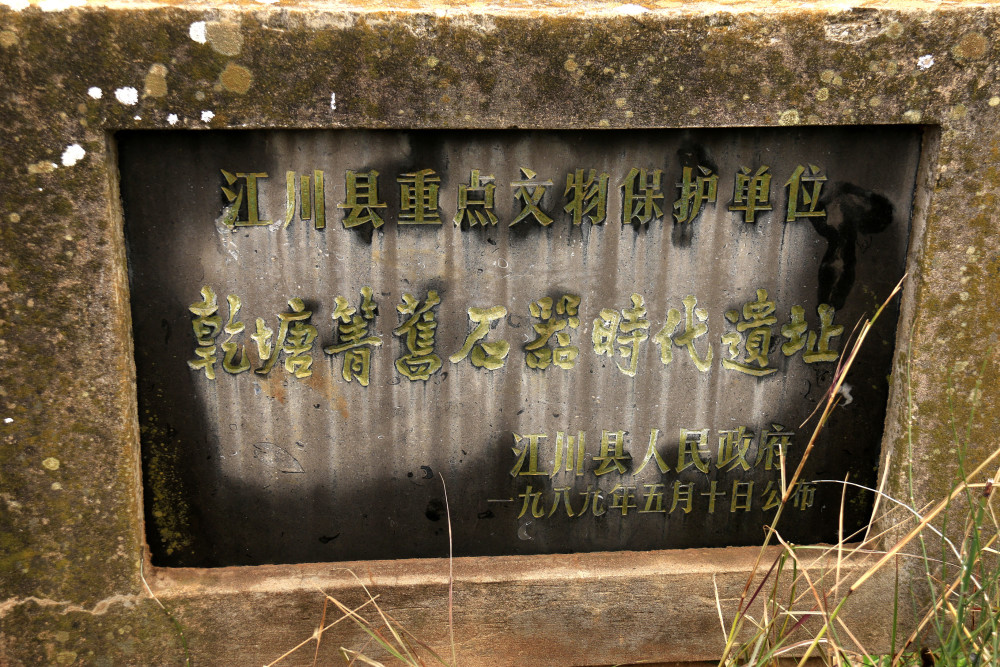 江川县重点文物保护单位
乾塘箐舊石器時代遺址
江川县人民政府
一九八九年五月十日公布